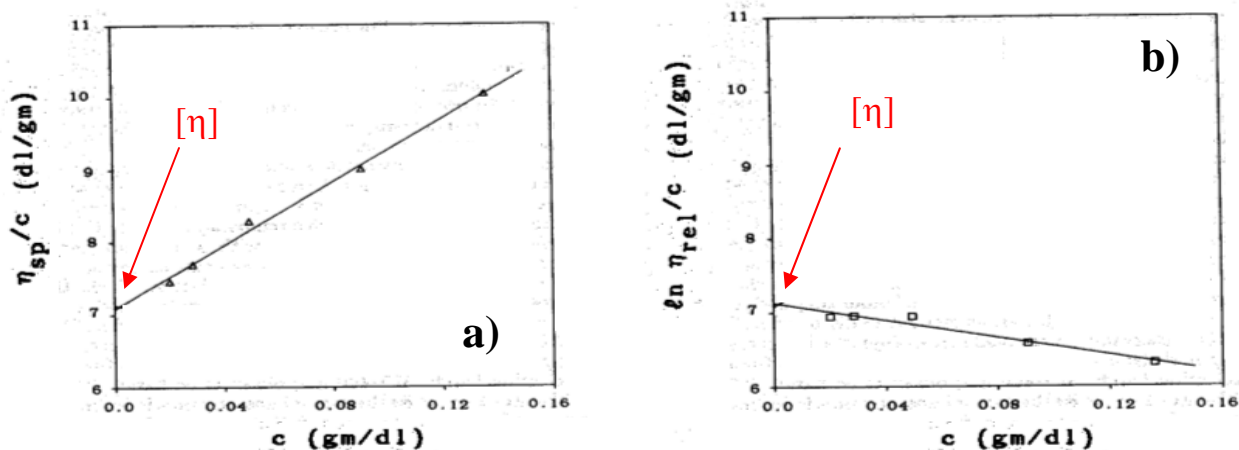 11
10
9
8
7
6
ηsp/c (dl/gm)
[η]
a)
0.0 0.04 0.08 0.12 0.16
c (gm/dl)
11
10
9
8
7
6
ℓn ηrel/c (dl/gm)
[η]
b)
0.0 0.04 0.08 0.12 0.16
c (gm/dl)